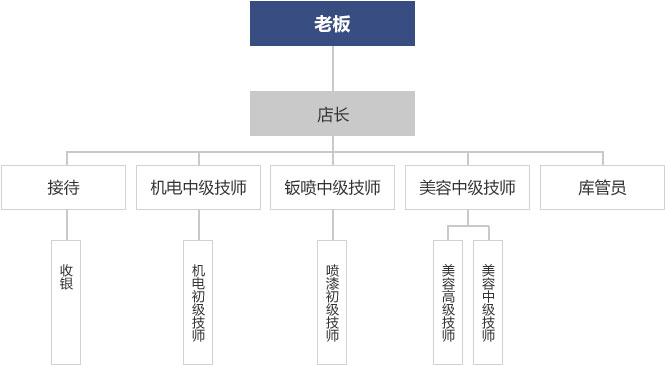 老板
店长
接待
机电中级技师
钣喷中级技师
美容中级技师
库管员
收银
机电初级技师
喷漆初级技师
美容高级技师
美容中级技师